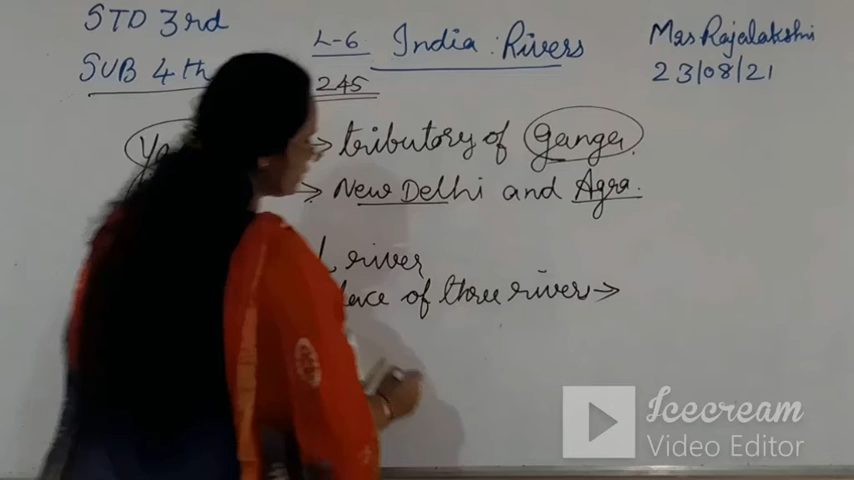 STD 3rd
SUB 4th
L-6
245
India : Rivers
Mrs Rajalakshmi
23/08/21
→ tributory of ganga.
→ New Delhi and Agra.
river
of three rivers →
Icecream
Video Editor